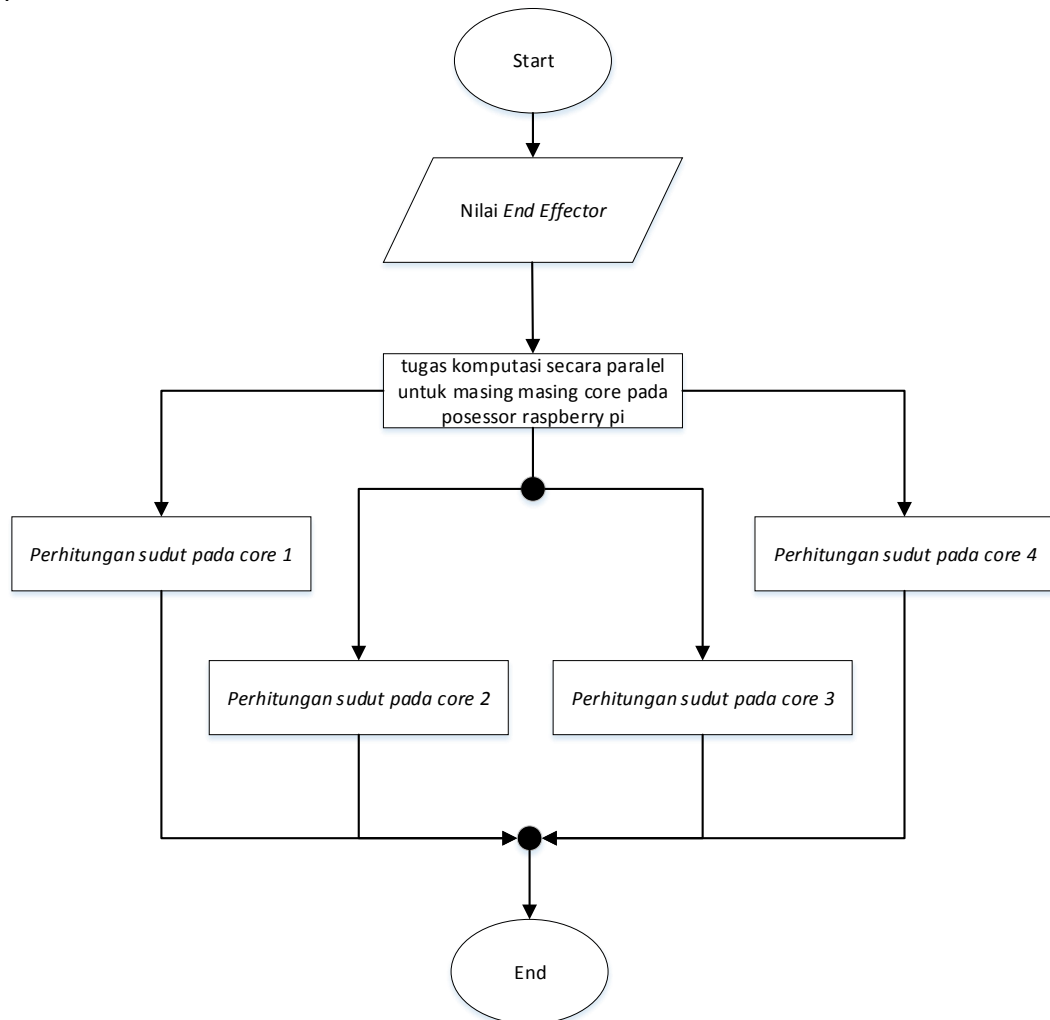 Start
Nilai End Effector
tugas komputasi secara paralel
untuk masing masing core pada
posessor raspberry pi
Perhitungan sudut pada core 1
Perhitungan sudut pada core 4
Perhitungan sudut pada core 2
Perhitungan sudut pada core 3
End